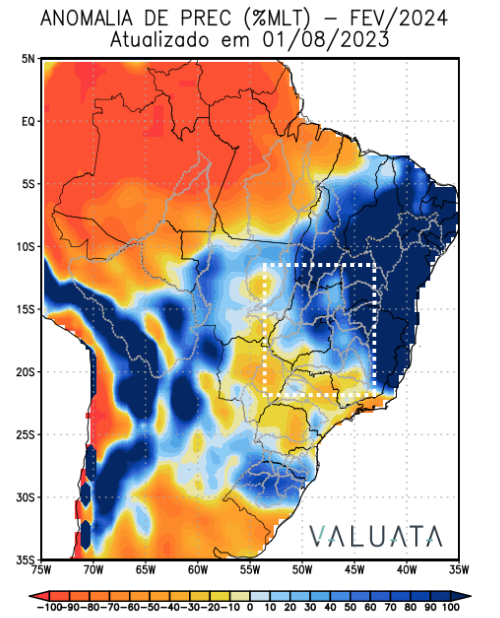 ANOMALIA DE PREC (%MLT) – FEV/2024
Atualizado em 01/08/2023
5N
EQ
5S
10S
15S
20S
25S
30S
35S
75W 70W 65W 60W 55W 50W 45W 40W 35W
VALUATA
-100-90-80-70-60-50-40-30-20-10 0 10 20 30 40 50 60 70 80 90 100